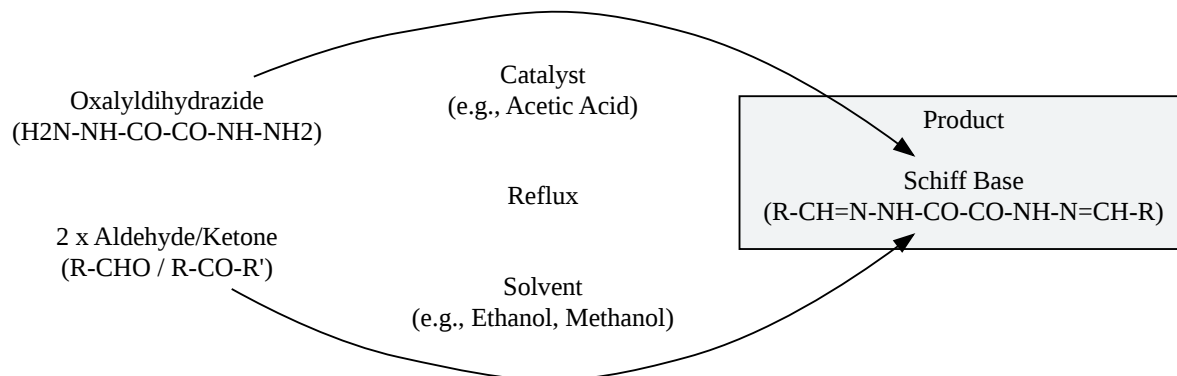 Oxalyldihydrazide
(H2N-NH-CO-CO-NH-NH2)
2 x Aldehyde/Ketone
(R-CHO / R-CO-R')
Catalyst
(e.g., Acetic Acid)
Reflux
Solvent
(e.g., Ethanol, Methanol)
Product
Schiff Base
(R-CH=N-NH-CO-CO-NH-N=CH-R)